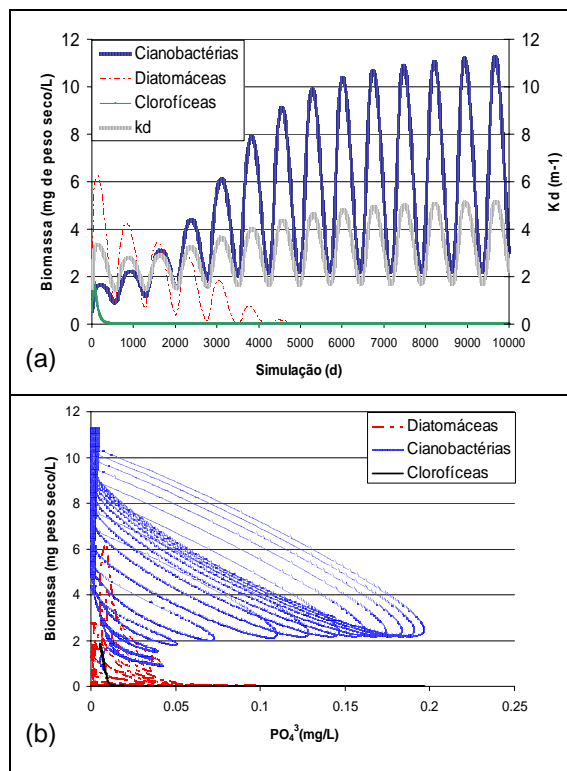 Cianobactérias
Diatomáceas
Clorofíceas
kd
Biomassa (mg de peso seco/L)
12
10
8
6
4
2
0
12
10
8
6
4
2
0
Kd (m-1)
0 1000 2000 3000 4000 5000 6000 7000 8000 9000 10000
Simulação (d)
(a)
Diatomáceas
Cianobactérias
Clorofíceas
Biomassa (mg peso seco/L)
12
10
8
6
4
2
0
0 0.05 0.1 0.15 0.2 0.25
PO₄³(mg/L)
(b)